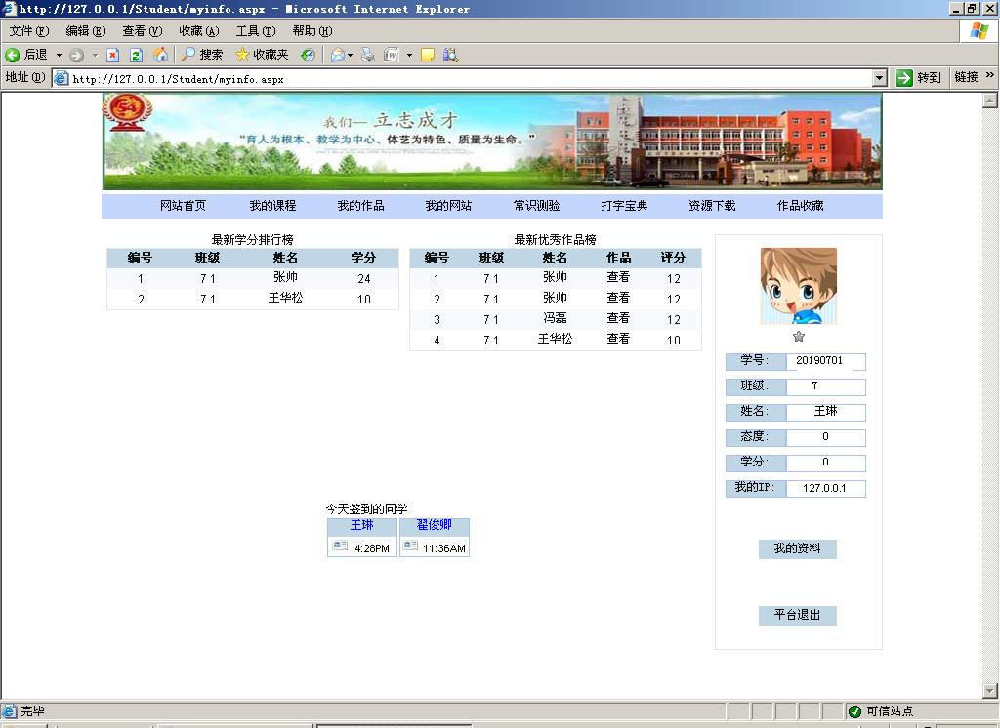 http://127.0.0.1/Student/myinfo.aspx - Microsoft Internet Explorer
文件(F) 编辑(E) 查看(V) 收藏(A) 工具(T) 帮助(H)
后退 搜索 收藏夹
地址(D) http://127.0.0.1/Student/myinfo.aspx 转到 链接 »
我们— 立志成才
“育人为根本、教学为中心、体艺为特色、质量为生命。”
网站首页 我的课程 我的作品 我的网站 常识测验 打字宝典 资源下载 作品收藏
最新学分排行榜
编号 班级 姓名 学分
1 7 1 张帅 24
2 7 1 王华松 10
最新优秀作品榜
编号 班级 姓名 作品 评分
1 7 1 张帅 查看 12
2 7 1 张帅 查看 12
3 7 1 冯磊 查看 12
4 7 1 王华松 查看 10
学号: 20190701
班级: 7
姓名: 王琳
态度: 0
学分: 0
我的IP: 127.0.0.1
我的资料
平台退出
今天签到的同学
王琳 翟俊卿
4:28PM 11:36AM
完毕 可信站点